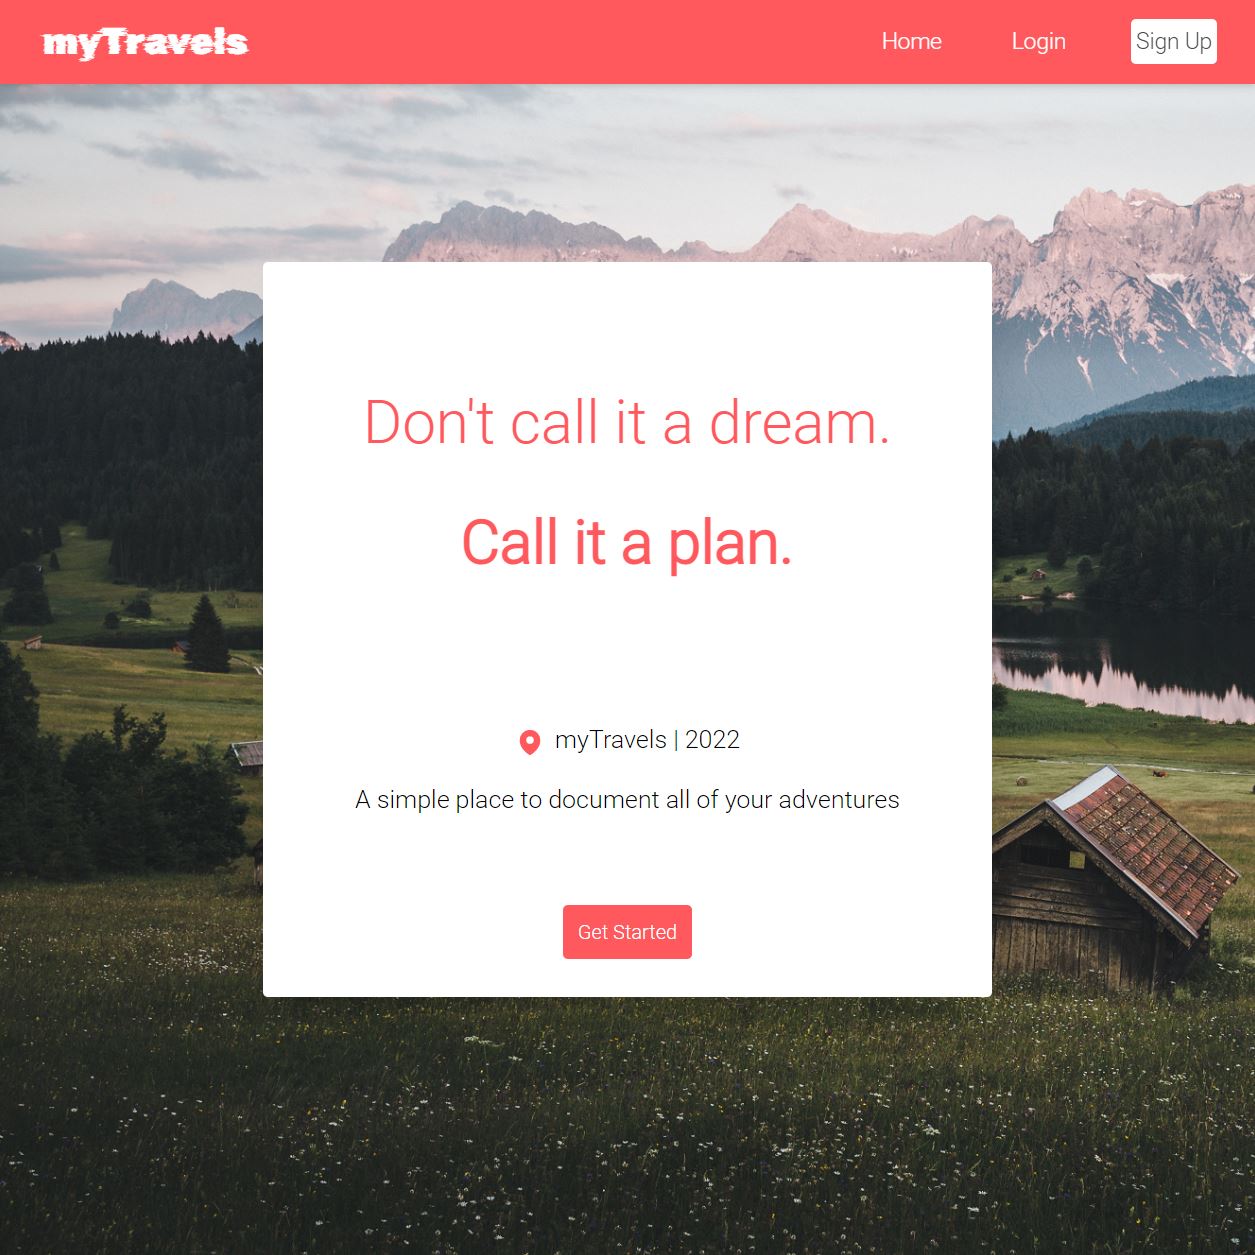 myTravels
Home
Login
Sign Up
Don't call it a dream.
Call it a plan.
myTravels | 2022
A simple place to document all of your adventures
Get Started